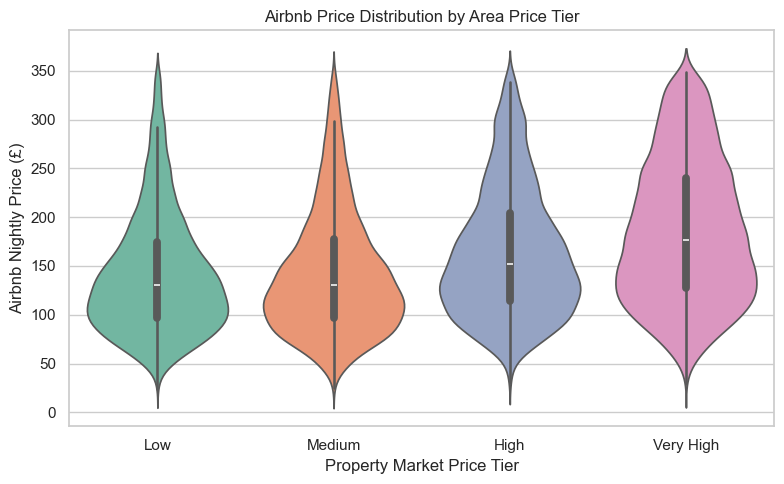 Airbnb Price Distribution by Area Price Tier
Airbnb Nightly Price (£)
350
300
250
200
150
100
50
0
Low Medium High Very High
Property Market Price Tier